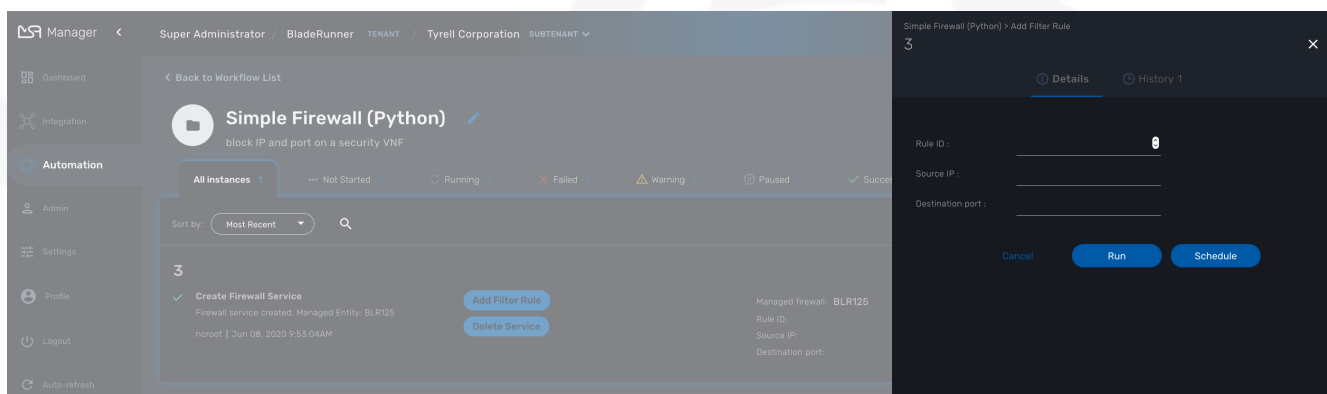 MSA Manager
Super Administrator / BladeRunner TENANT / Tyrell Corporation SUBTENANT
Dashboard
Integration
Automation
Admin
Settings
Profile
Logout
Auto-refresh
Back to Workflow List
Simple Firewall (Python)
block IP and port on a security VNF
All instances 1
Not Started
Running
Failed
Warning
Paused
Succes
Sort by: Most Recent
3
Create Firewall Service
Firewall service created. Managed Entity: BLR125
ncroot | Jun 08, 2020 9:53:04AM
Add Filter Rule
Delete Service
Managed firewall: BLR125
Rule ID:
Source IP:
Destination port:
Simple Firewall (Python) > Add Filter Rule
3
Details
History 1
Rule ID :
Source IP :
Destination port :
Cancel
Run
Schedule